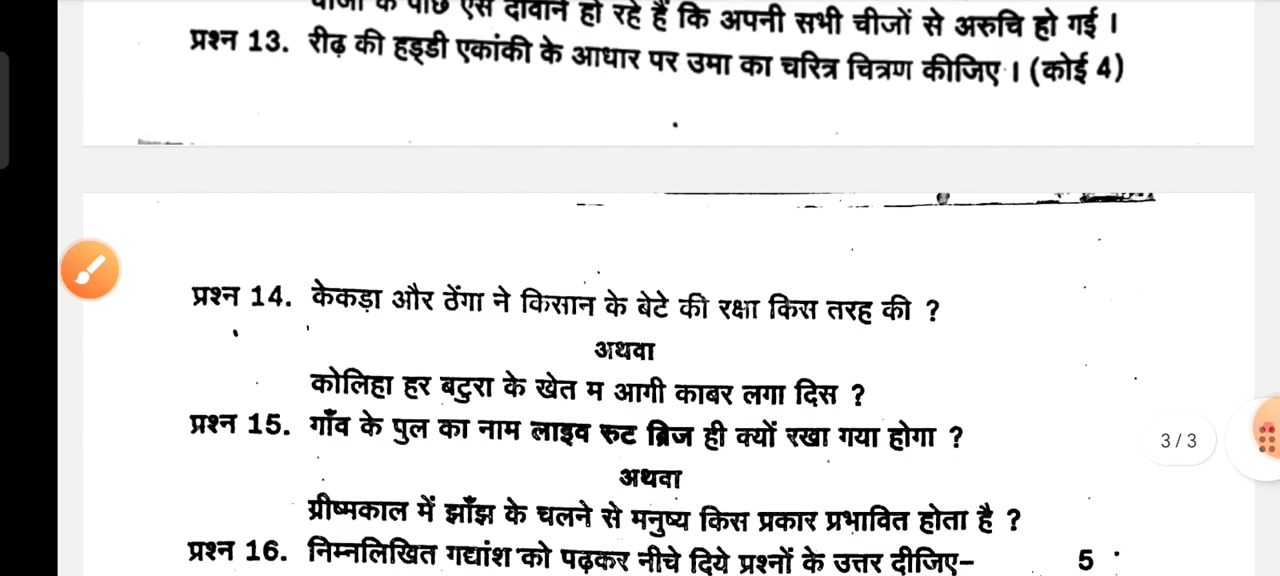 के पीछे ऐसे दीवाने हो रहे हैं कि अपनी सभी चीजों से अरुचि हो गई ।
प्रश्न 13. रीढ़ की हड्डी एकांकी के आधार पर उमा का चरित्र चित्रण कीजिए । (कोई 4)
प्रश्न 14. केकड़ा और ठेंगा ने किसान के बेटे की रक्षा किस तरह की ?
अथवा
कोलिहा हर बटुरा के खेत म आगी काबर लगा दिस ?
प्रश्न 15. गाँव के पुल का नाम लाइव रुट ब्रिज ही क्यों रखा गया होगा ?
3/3
अथवा
ग्रीष्मकाल में झाँझ के चलने से मनुष्य किस प्रकार प्रभावित होता है ?
प्रश्न 16. निम्नलिखित गद्यांश को पढ़कर नीचे दिये प्रश्नों के उत्तर दीजिए– 5